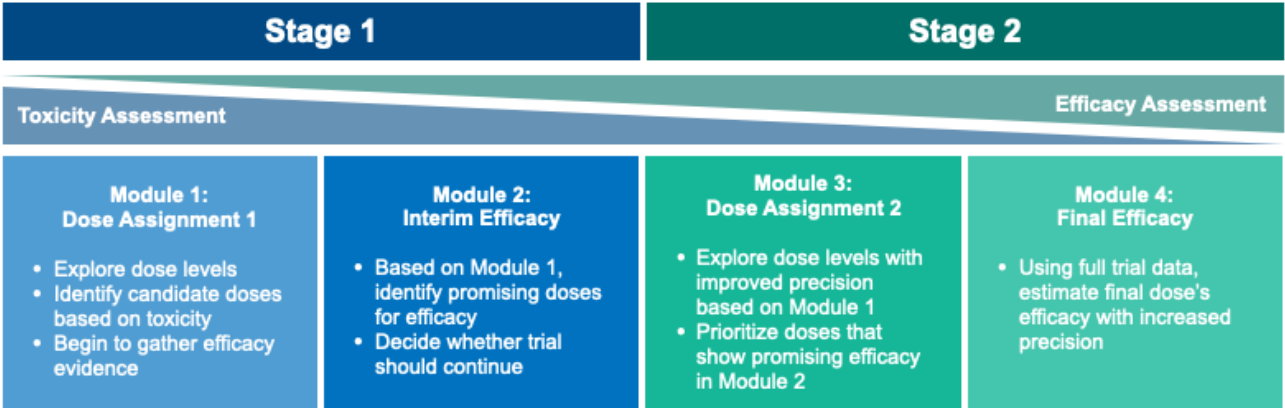 Stage 1
Stage 2
Toxicity Assessment
Efficacy Assessment
Module 1:
Dose Assignment 1
• Explore dose levels
• Identify candidate doses
based on toxicity
• Begin to gather efficacy
evidence
Module 2:
Interim Efficacy
• Based on Module 1,
identify promising doses
for efficacy
• Decide whether trial
should continue
Module 3:
Dose Assignment 2
• Explore dose levels with
improved precision
based on Module 1
• Prioritize doses that
show promising efficacy
in Module 2
Module 4:
Final Efficacy
• Using full trial data,
estimate final dose's
efficacy with increased
precision